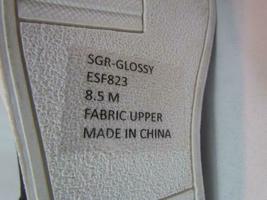 SGR-GLOSSY
ESF823
8.5 M
FABRIC UPPER
MADE IN CHINA